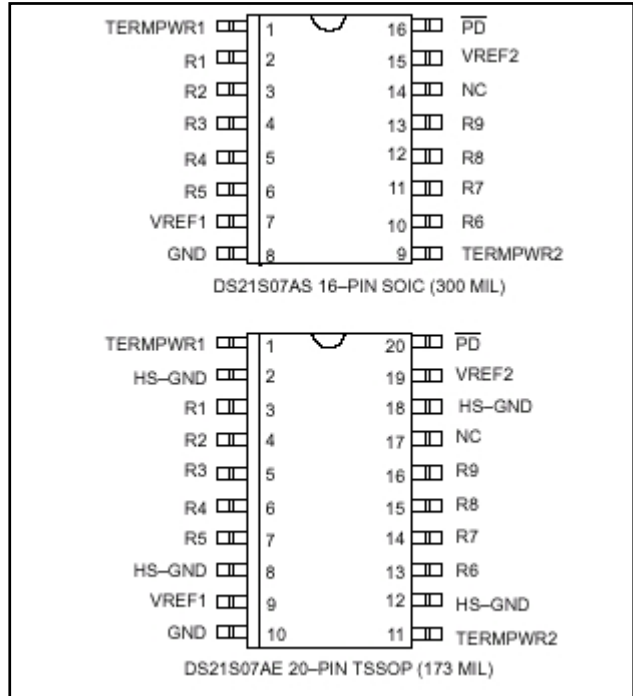 TERMPWR1 1 16 PD
R1 2 15 VREF2
R2 3 14 NC
R3 4 13 R9
R4 5 12 R8
R5 6 11 R7
VREF1 7 10 R6
GND 8 9 TERMPWR2
DS21S07AS 16–PIN SOIC (300 MIL)
TERMPWR1 1 20 PD
HS–GND 2 19 VREF2
R1 3 18 HS–GND
R2 4 17 NC
R3 5 16 R9
R4 6 15 R8
R5 7 14 R7
HS–GND 8 13 R6
VREF1 9 12 HS–GND
GND 10 11 TERMPWR2
DS21S07AE 20–PIN TSSOP (173 MIL)